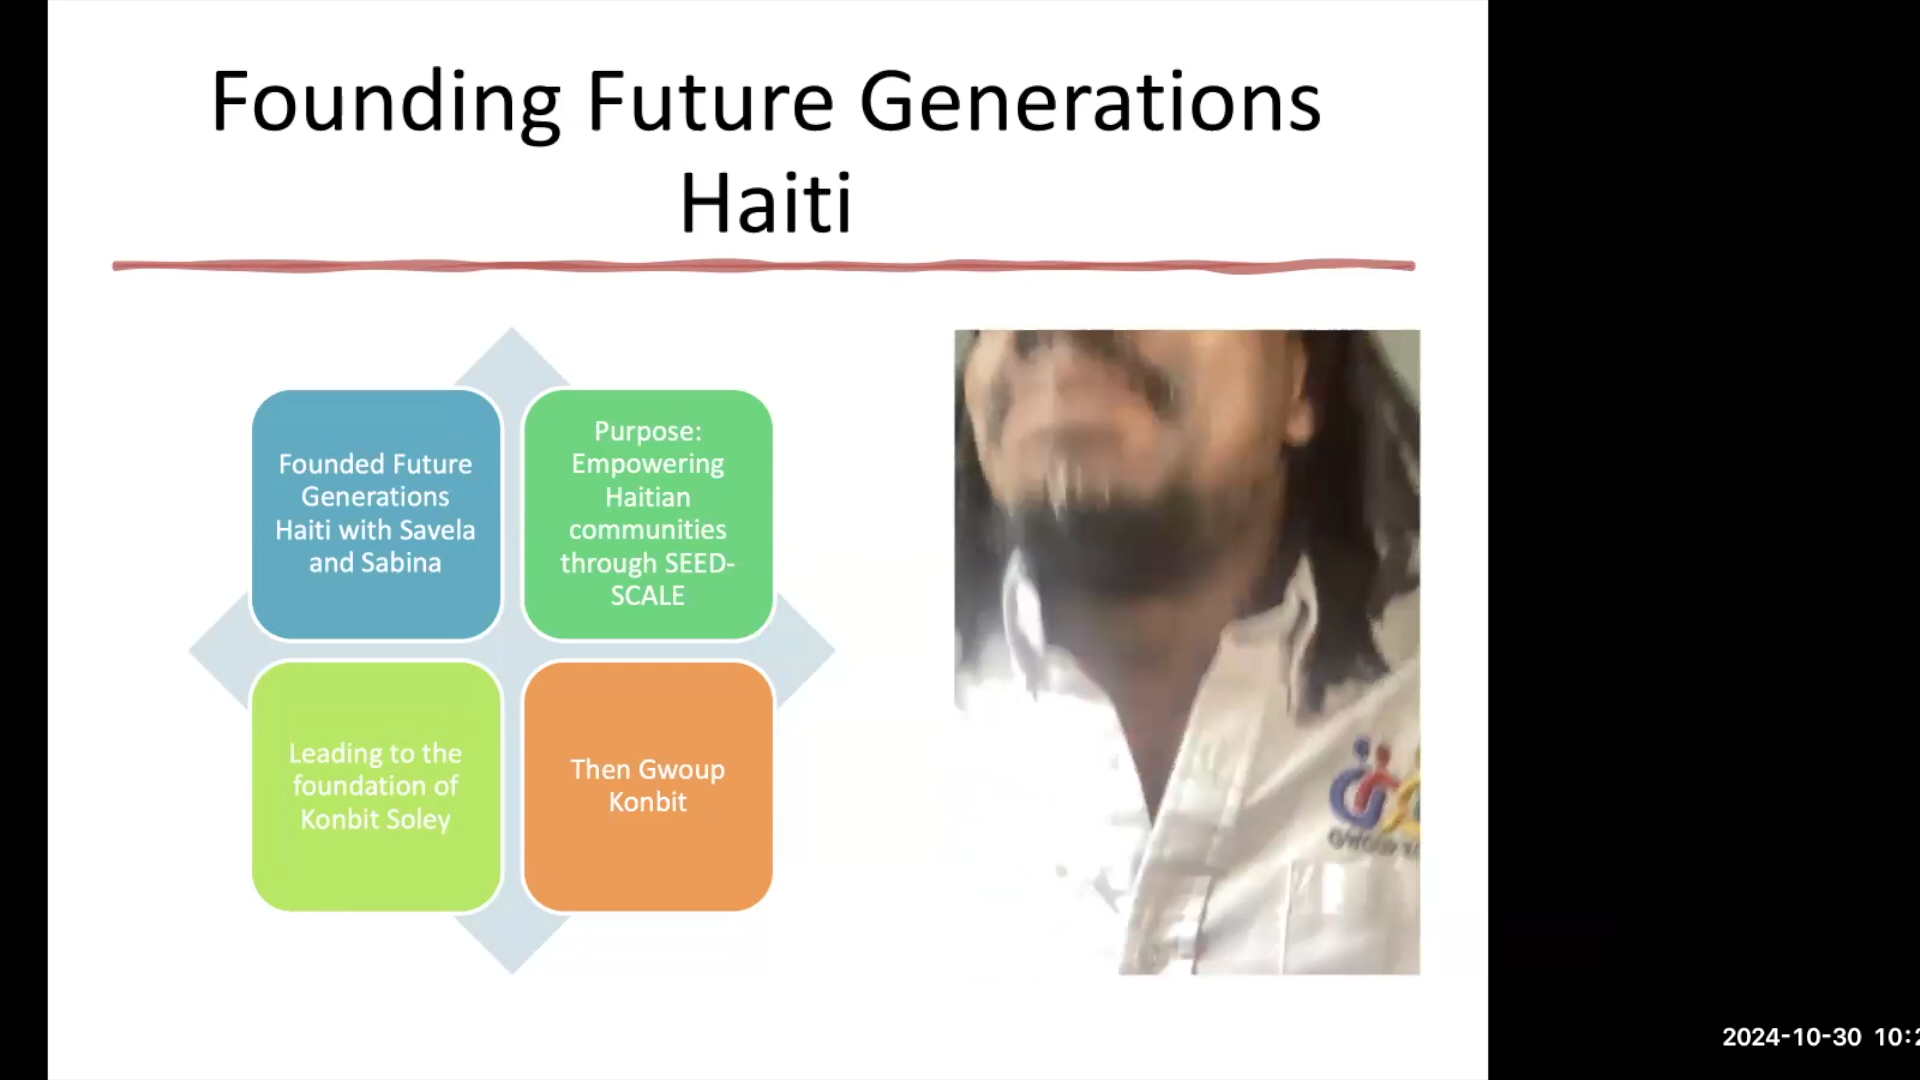 Founding Future Generations
Haiti
Founded Future
Generations
Haiti with Savela
and Sabina
Purpose:
Empowering
Haitian
communities
through SEED-
SCALE
Leading to the
foundation of
Konbit Soley
Then Gwoup
Konbit
2024-10-30 10:2